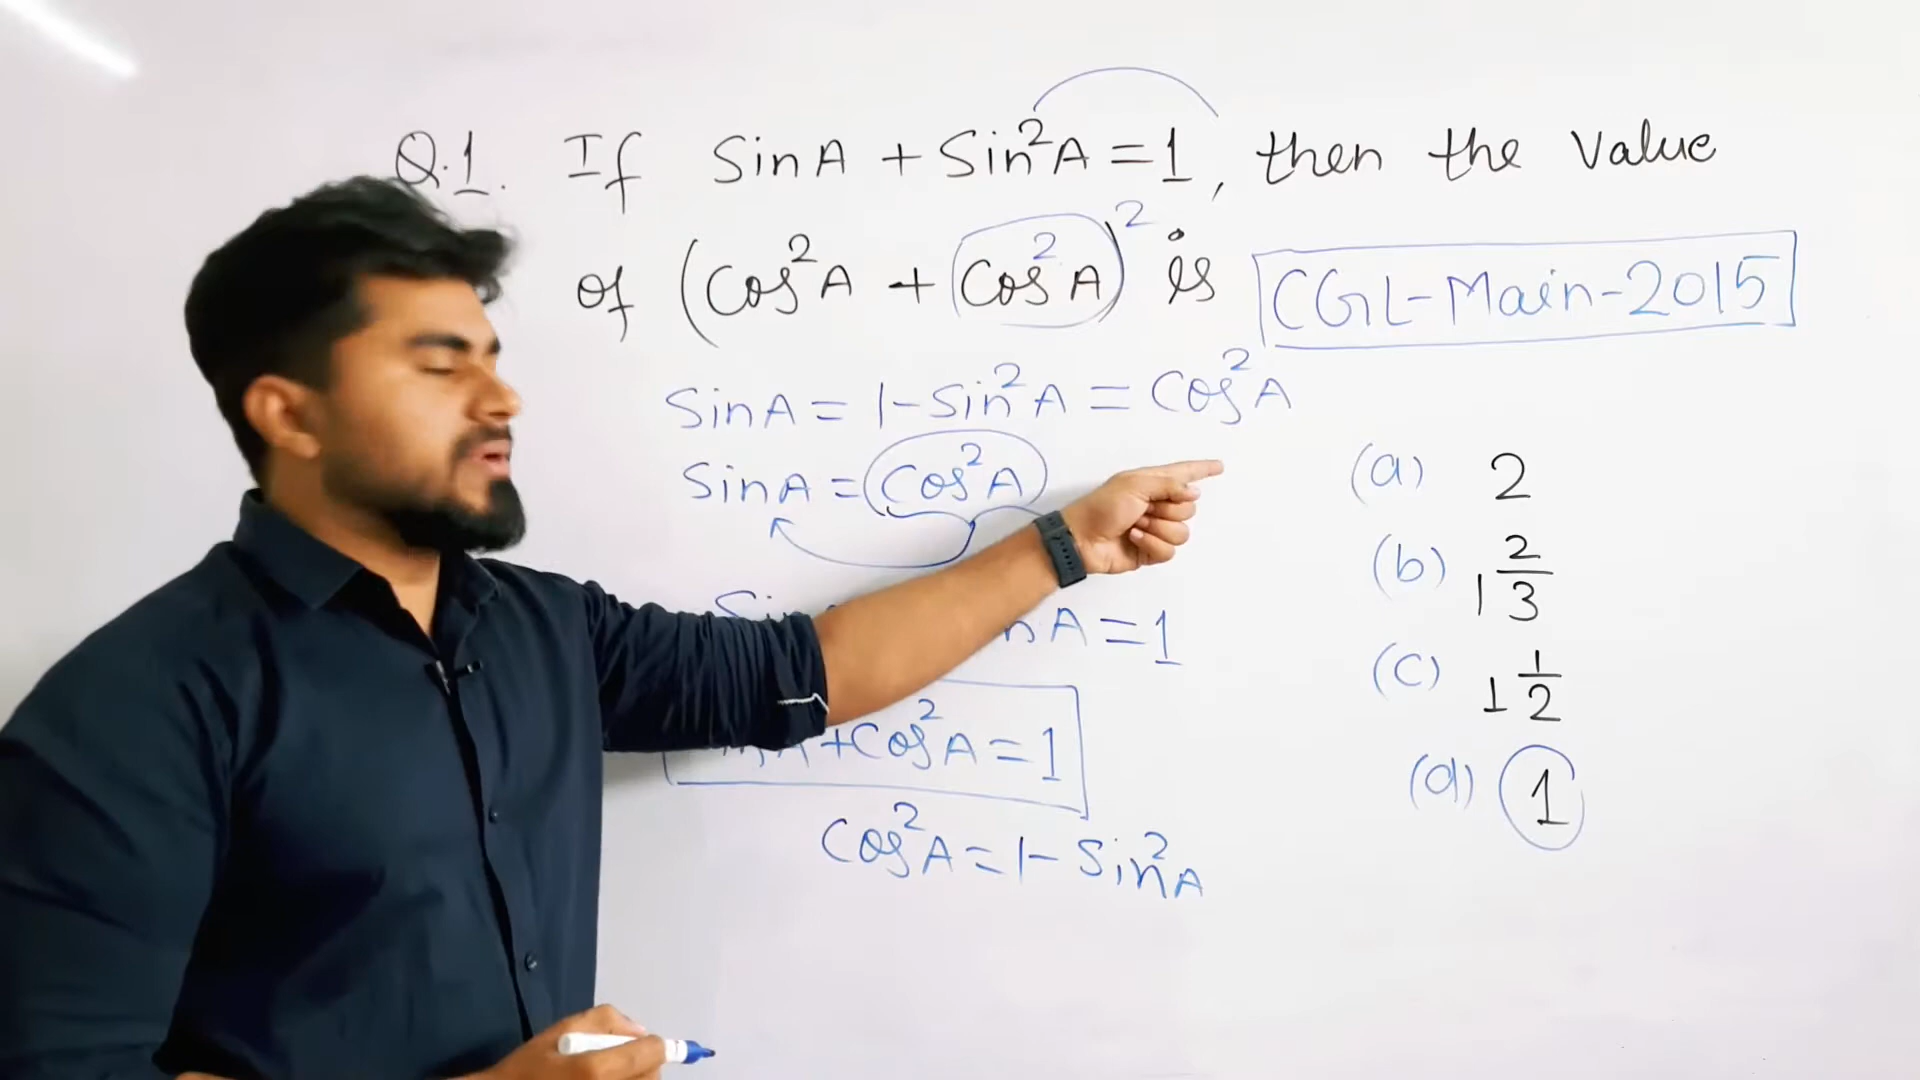 Q.1. If SinA + Sin²A = 1, then the Value
of (Cos²A + Cos²A)² is
CGL-Main-2015
SinA = 1-Sin²A = Cos²A
SinA = Cos²A
A = 1
A + Cos²A = 1
Cos²A = 1 - Sin²A
(a) 2
(b) 1 2/3
(c) 1 1/2
(d) 1